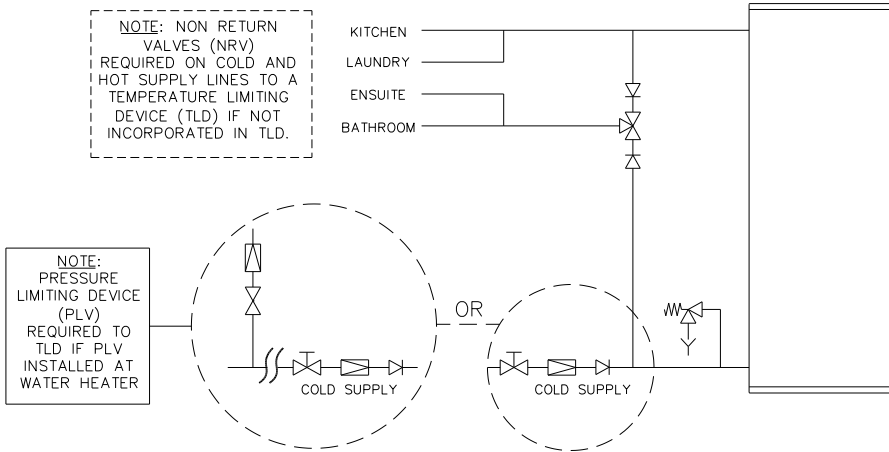 NOTE: NON RETURN
VALVES (NRV)
REQUIRED ON COLD AND
HOT SUPPLY LINES TO A
TEMPERATURE LIMITING
DEVICE (TLD) IF NOT
INCORPORATED IN TLD.
KITCHEN
LAUNDRY
ENSUITE
BATHROOM
NOTE:
PRESSURE
LIMITING DEVICE
(PLV)
REQUIRED TO
TLD IF PLV
INSTALLED AT
WATER HEATER
OR
COLD SUPPLY
COLD SUPPLY